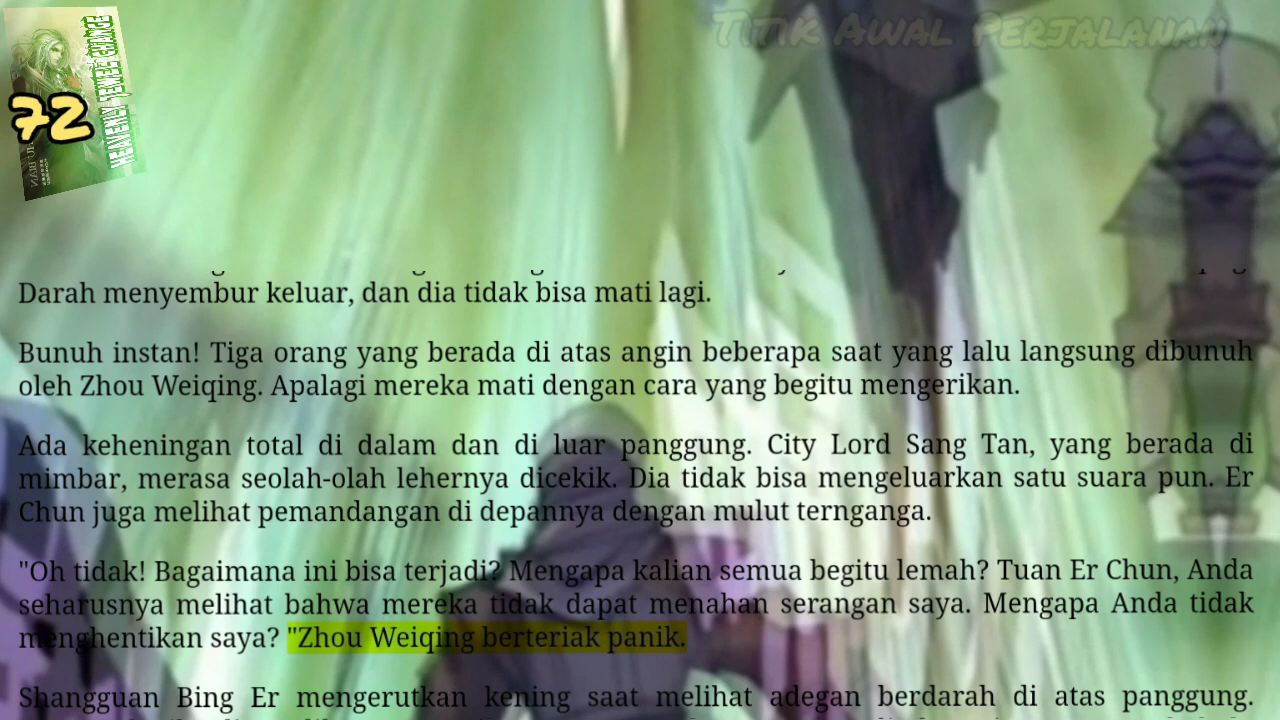 Titik Awal Perjalanan
72
HEAVENLY JEWEL CHANGE
Darah menyembur keluar, dan dia tidak bisa mati lagi.
Bunuh instan! Tiga orang yang berada di atas angin beberapa saat yang lalu langsung dibunuh
oleh Zhou Weiqing. Apalagi mereka mati dengan cara yang begitu mengerikan.
Ada keheningan total di dalam dan di luar panggung. City Lord Sang Tan, yang berada di
mimbar, merasa seolah-olah lehernya dicekik. Dia tidak bisa mengeluarkan satu suara pun. Er
Chun juga melihat pemandangan di depannya dengan mulut ternganga.
"Oh tidak! Bagaimana ini bisa terjadi? Mengapa kalian semua begitu lemah? Tuan Er Chun, Anda
seharusnya melihat bahwa mereka tidak dapat menahan serangan saya. Mengapa Anda tidak
menghentikan saya? "Zhou Weiqing berteriak panik.
Shangguan Bing Er mengerutkan kening saat melihat adegan berdarah di atas panggung.